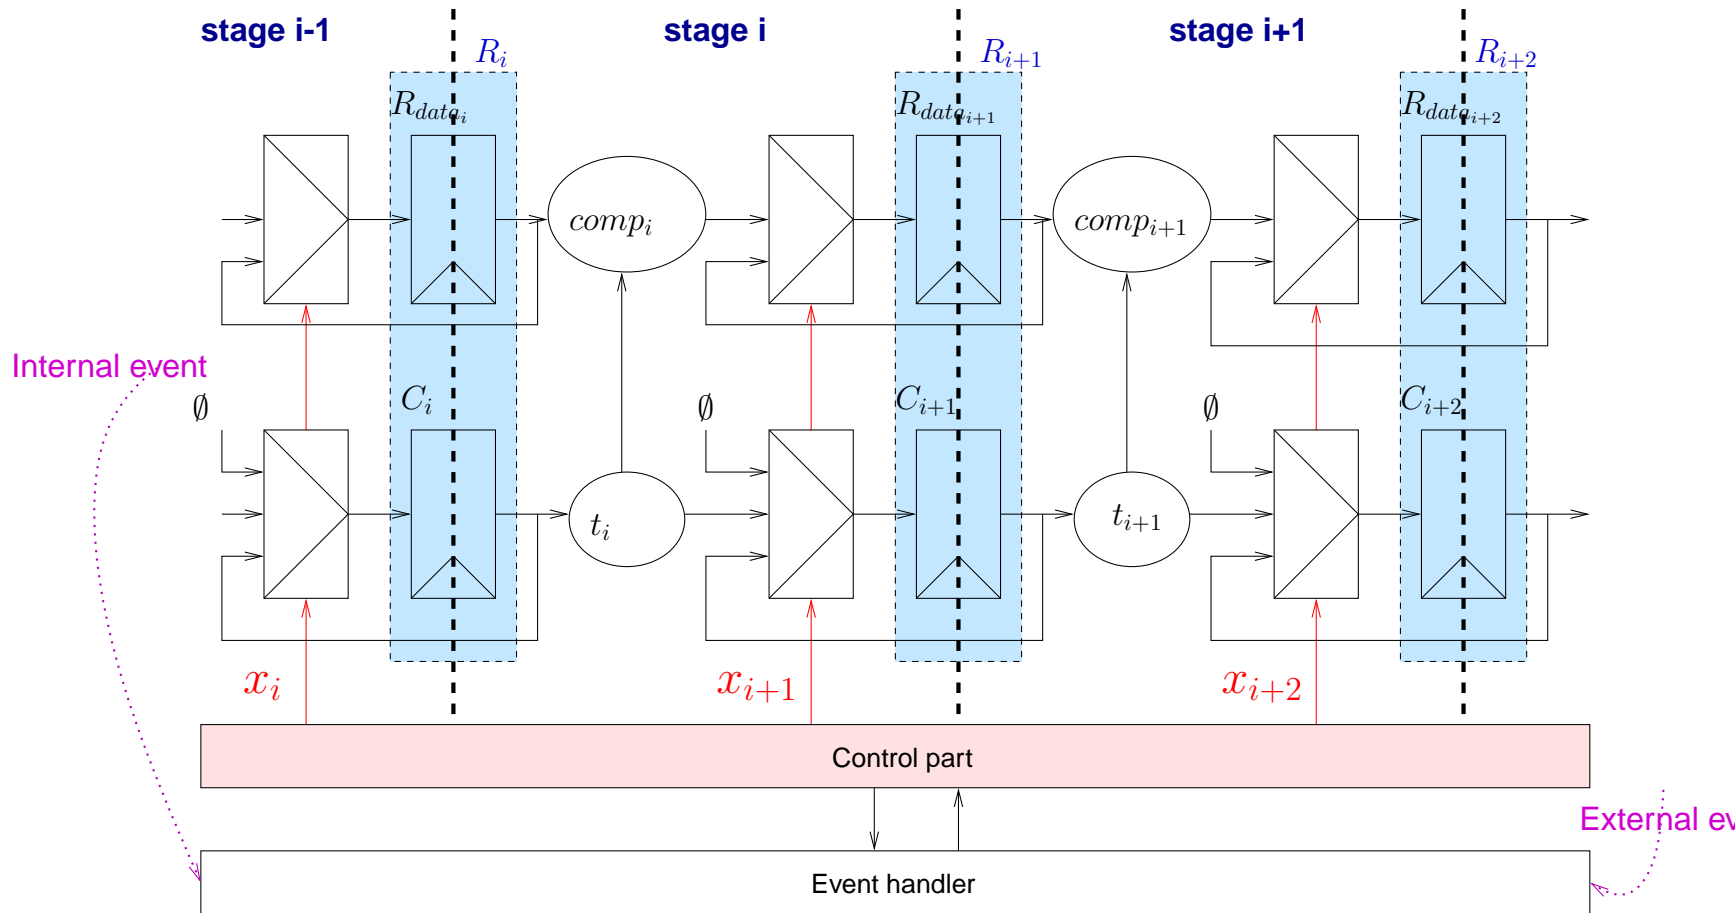 stage i-1
stage i
stage i+1
R_i
R_{i+1}
R_{i+2}
R_{data_i}
R_{data_{i+1}}
R_{data_{i+2}}
comp_i
comp_{i+1}
Internal event
∅
C_i
∅
C_{i+1}
∅
C_{i+2}
t_i
t_{i+1}
x_i
x_{i+1}
x_{i+2}
Control part
External ev
Event handler